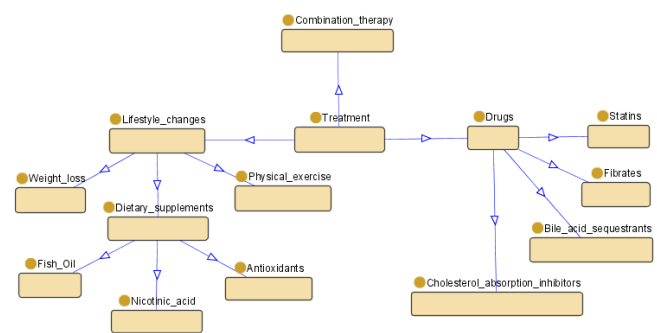 Combination_therapy
Lifestyle_changes
Treatment
Drugs
Statins
Weight_loss
Physical_exercise
Fibrates
Dietary_supplements
Bile_acid_sequestrants
Fish_Oil
Antioxidants
Cholesterol_absorption_inhibitors
Nicotinic_acid